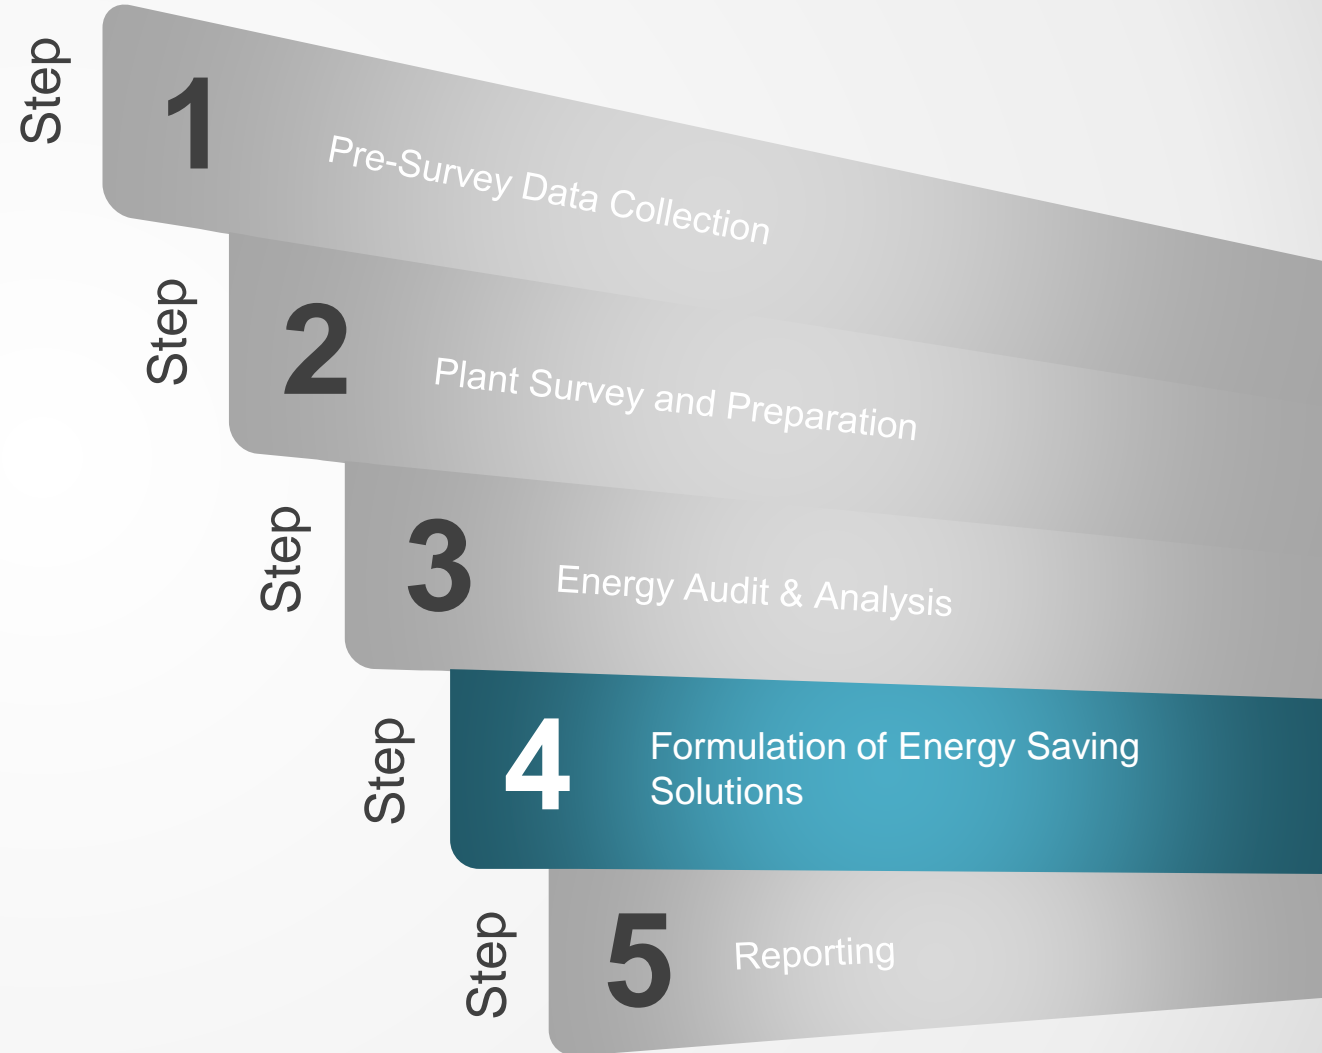 Step
1
Pre-Survey Data Collection
Step
2
Plant Survey and Preparation
Step
3
Energy Audit & Analysis
Step
4
Formulation of Energy Saving
Solutions
Step
5
Reporting